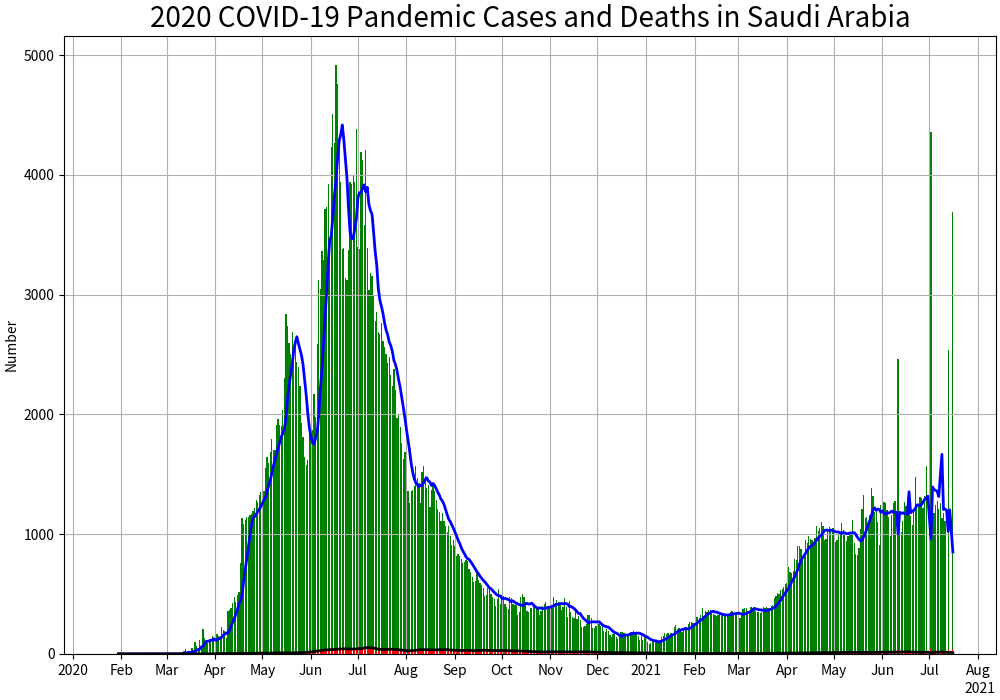 2020 COVID-19 Pandemic Cases and Deaths in Saudi Arabia
5000
4000
3000
2000
1000
0
Number
2020 Feb Mar Apr May Jun Jul Aug Sep Oct Nov Dec 2021 Feb Mar Apr May Jun Jul Aug
2021